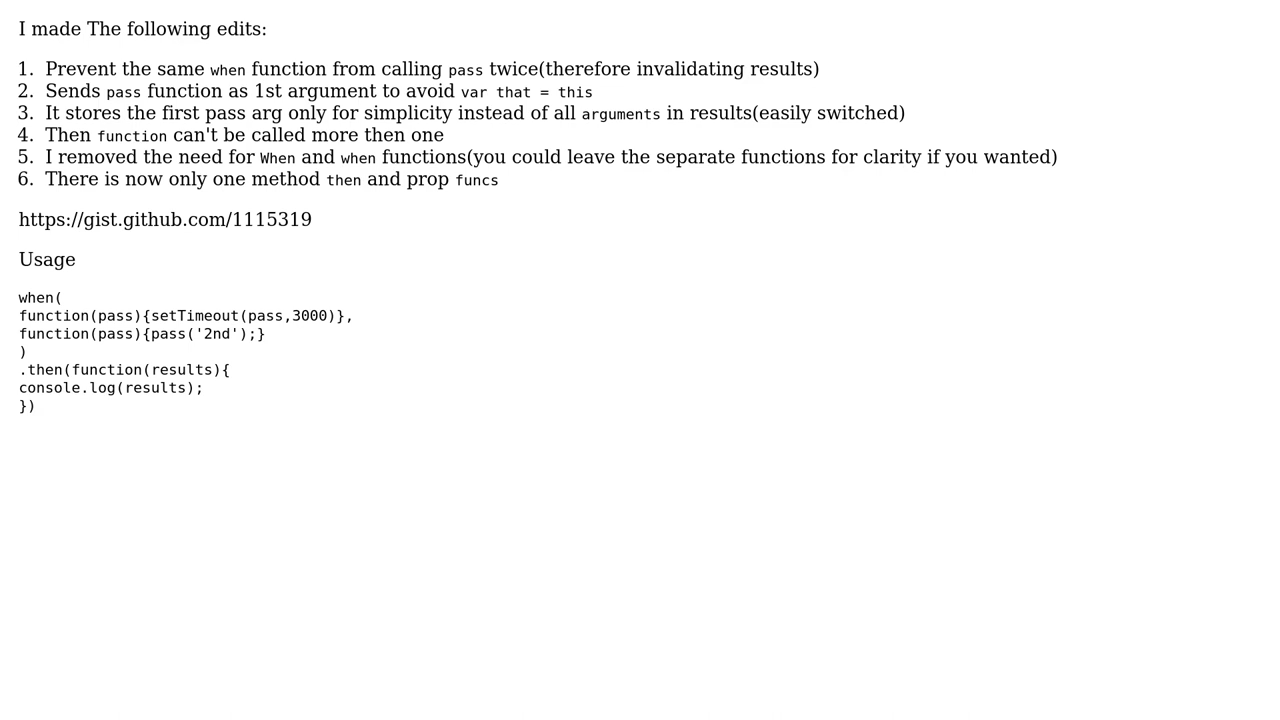 I made The following edits:
1. Prevent the same when function from calling pass twice(therefore invalidating results)
2. Sends pass function as 1st argument to avoid var that = this
3. It stores the first pass arg only for simplicity instead of all arguments in results(easily switched)
4. Then function can't be called more then one
5. I removed the need for When and when functions(you could leave the separate functions for clarity if you wanted)
6. There is now only one method then and prop funcs
https://gist.github.com/1115319
Usage
when(
function(pass){setTimeout(pass,3000)},
function(pass){pass('2nd');}
)
.then(function(results){
console.log(results);
})